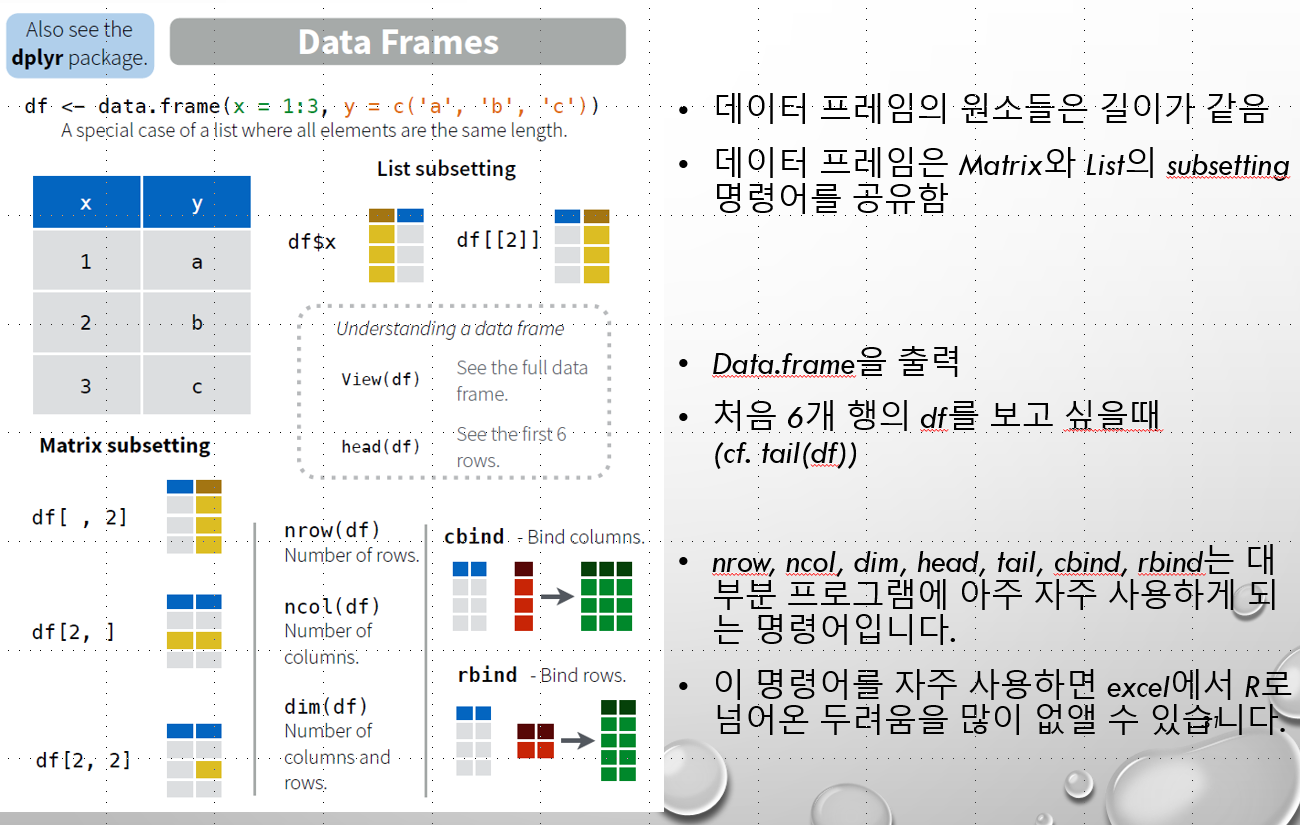 Also see the
dplyr package.
Data Frames
df <- data.frame(x = 1:3, y = c('a', 'b', 'c'))
A special case of a list where all elements are the same length.
x y
1 a
2 b
3 c
List subsetting
df$x
df[[2]]
Understanding a data frame
View(df)
See the full data
frame.
head(df)
See the first 6
rows.
Matrix subsetting
df[ , 2]
df[2, ]
df[2, 2]
nrow(df)
Number of rows.
ncol(df)
Number of
columns.
dim(df)
Number of
columns and
rows.
cbind - Bind columns.
rbind - Bind rows.
• 데이터 프레임의 원소들은 길이가 같음
• 데이터 프레임은 Matrix와 List의 subsetting
명령어를 공유함
• Data.frame을 출력
• 처음 6개 행의 df를 보고 싶을때
(cf. tail(df))
• nrow, ncol, dim, head, tail, cbind, rbind는 대
부분 프로그램에 아주 자주 사용하게 되
는 명령어입니다.
• 이 명령어를 자주 사용하면 excel에서 R로
넘어온 두려움을 많이 없앨 수 있습니다.